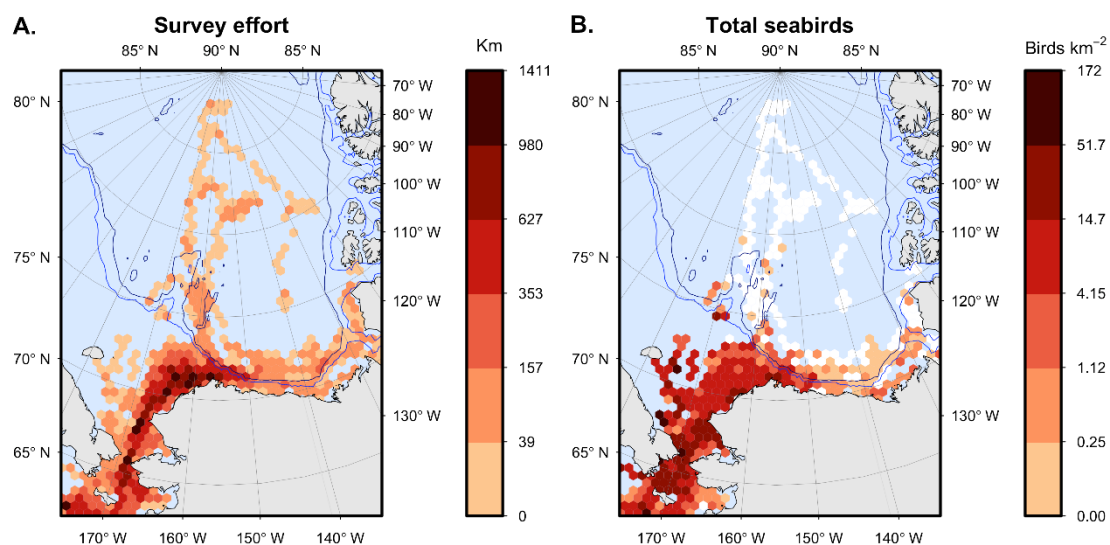 A.
Survey effort
85° N
90° N
85° N
80° N
75° N
70° N
65° N
70° W
80° W
90° W
100° W
110° W
120° W
130° W
170° W
160° W
150° W
140° W
Km
1411
980
627
353
157
39
0
B.
Total seabirds
85° N
90° N
85° N
80° N
75° N
70° N
65° N
70° W
80° W
90° W
100° W
110° W
120° W
130° W
170° W
160° W
150° W
140° W
Birds km⁻²
172
51.7
14.7
4.15
1.12
0.25
0.00